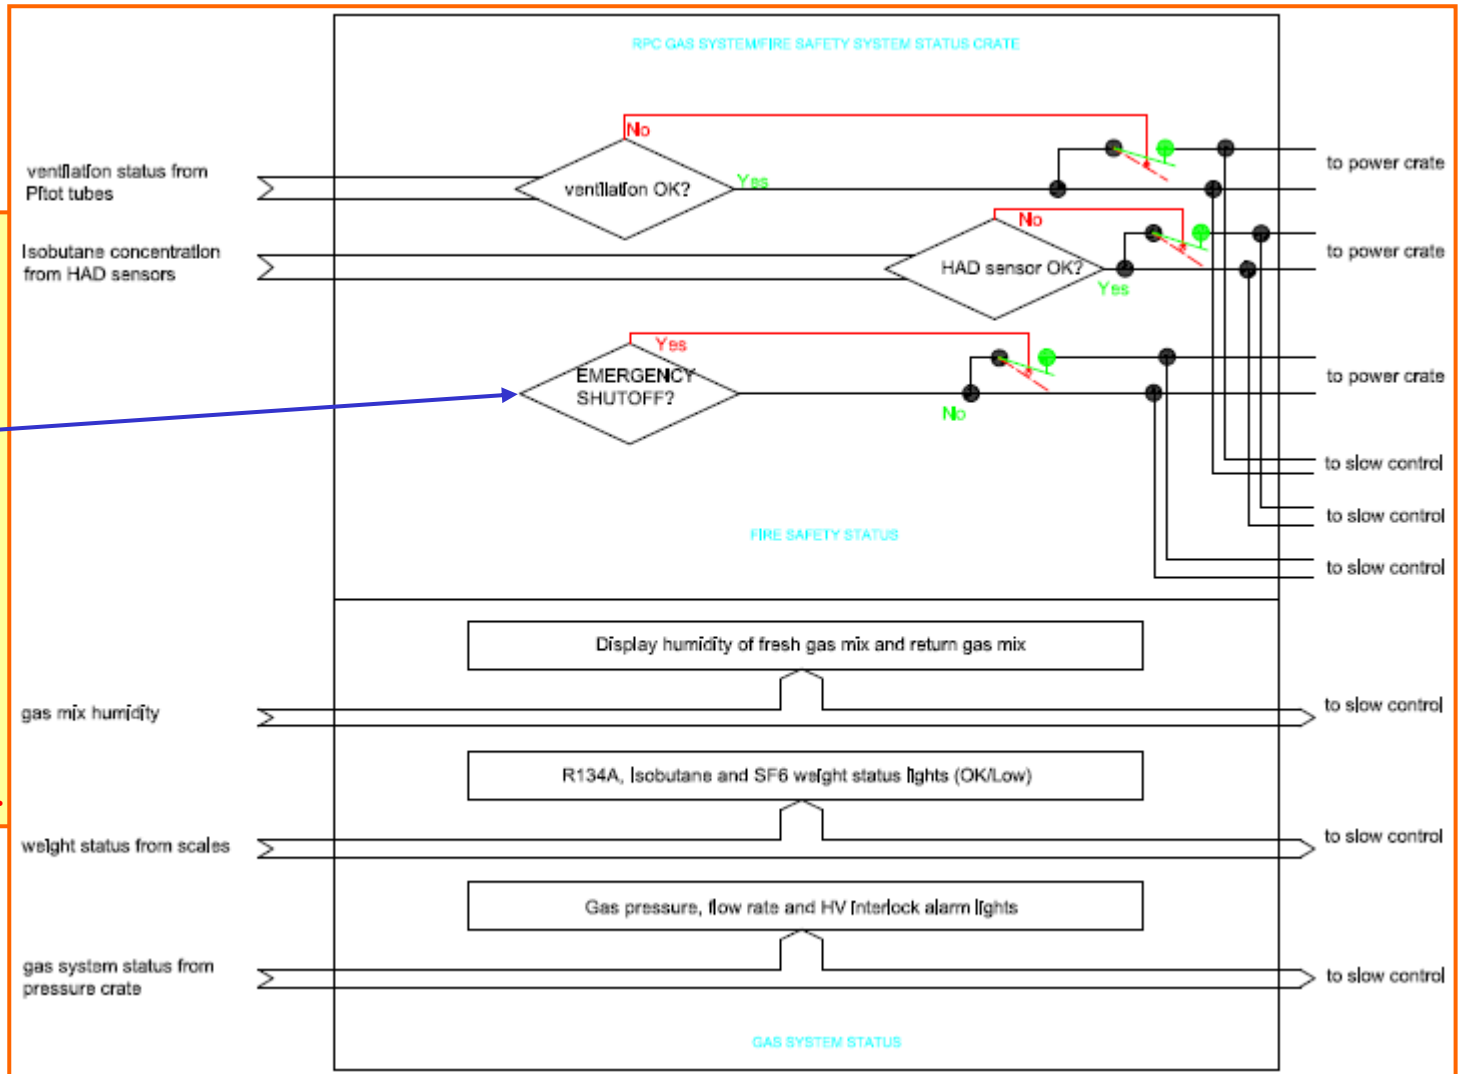 RPC GAS SYSTEM/FIRE SAFETY SYSTEM STATUS CRATE
No
ventilation status from
Pitot tubes
ventilation OK?
Yes
to power crate
No
Isobutane concentration
from HAD sensors
HAD sensor OK?
Yes
to power crate
Yes
EMERGENCY
SHUTOFF?
No
to power crate
to slow control
to slow control
to slow control
FIRE SAFETY STATUS
Display humidity of fresh gas mix and return gas mix
gas mix humidity
to slow control
R134A, Isobutane and SF6 weight status lights (OK/Low)
weight status from scales
to slow control
Gas pressure, flow rate and HV Interlock alarm lights
gas system status from
pressure crate
to slow control
GAS SYSTEM STATUS